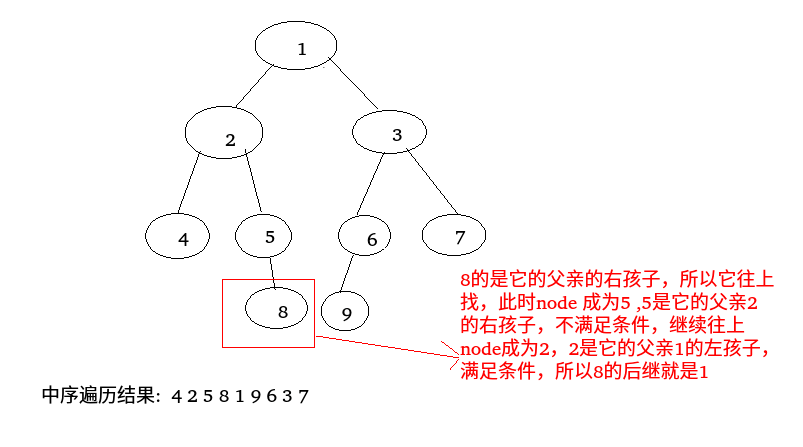 1
2
3
4
5
6
7
8
9
8的是它的父亲的右孩子，所以它往上
找，此时node 成为5 ,5是它的父亲2
的右孩子，不满足条件，继续往上
node成为2，2是它的父亲1的左孩子，
满足条件，所以8的后继就是1
中序遍历结果: 4 2 5 8 1 9 6 3 7